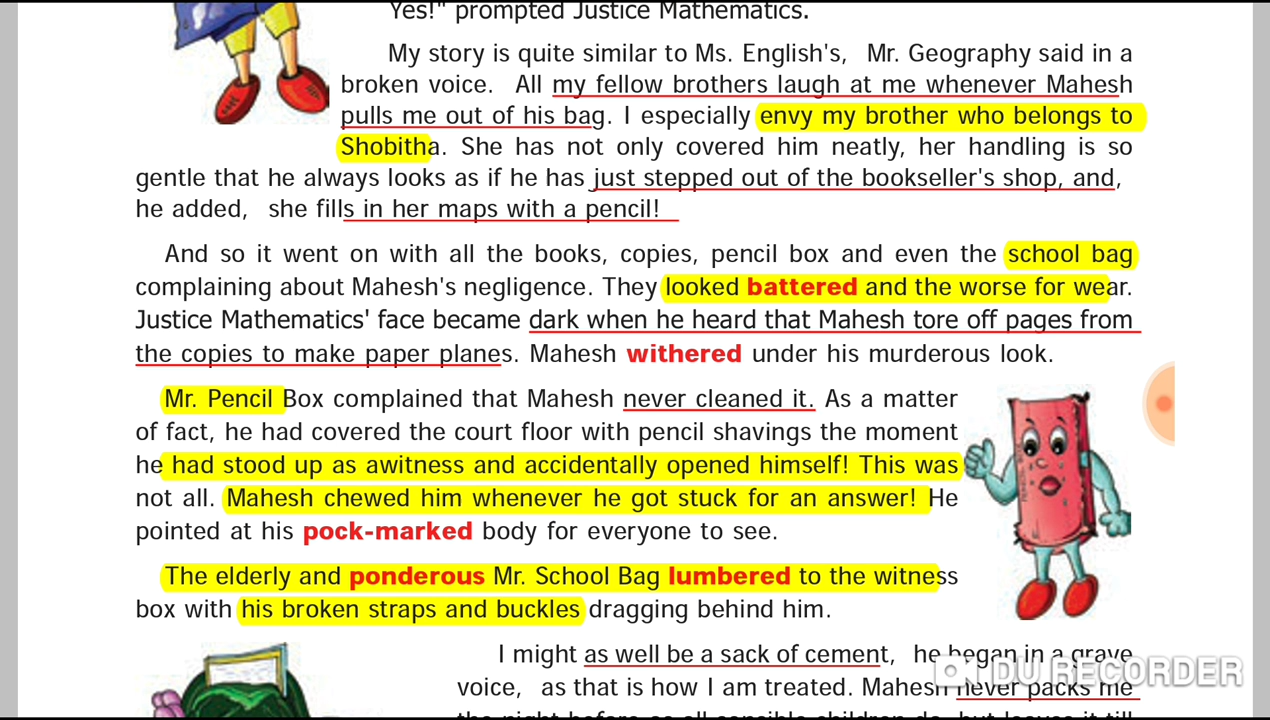 Yes!" prompted Justice Mathematics.
My story is quite similar to Ms. English's, Mr. Geography said in a
broken voice. All my fellow brothers laugh at me whenever Mahesh
pulls me out of his bag. I especially envy my brother who belongs to
Shobitha. She has not only covered him neatly, her handling is so
gentle that he always looks as if he has just stepped out of the bookseller's shop, and,
he added, she fills in her maps with a pencil!
And so it went on with all the books, copies, pencil box and even the school bag
complaining about Mahesh's negligence. They looked battered and the worse for wear.
Justice Mathematics' face became dark when he heard that Mahesh tore off pages from
the copies to make paper planes. Mahesh withered under his murderous look.
Mr. Pencil Box complained that Mahesh never cleaned it. As a matter
of fact, he had covered the court floor with pencil shavings the moment
he had stood up as awitness and accidentally opened himself! This was
not all. Mahesh chewed him whenever he got stuck for an answer! He
pointed at his pock-marked body for everyone to see.
The elderly and ponderous Mr. School Bag lumbered to the witness
box with his broken straps and buckles dragging behind him.
I might as well be a sack of cement, he began in a grave
voice, as that is how I am treated. Mahesh never packs me
the night before as all sensible children do, but leaves it till
DU RECORDER